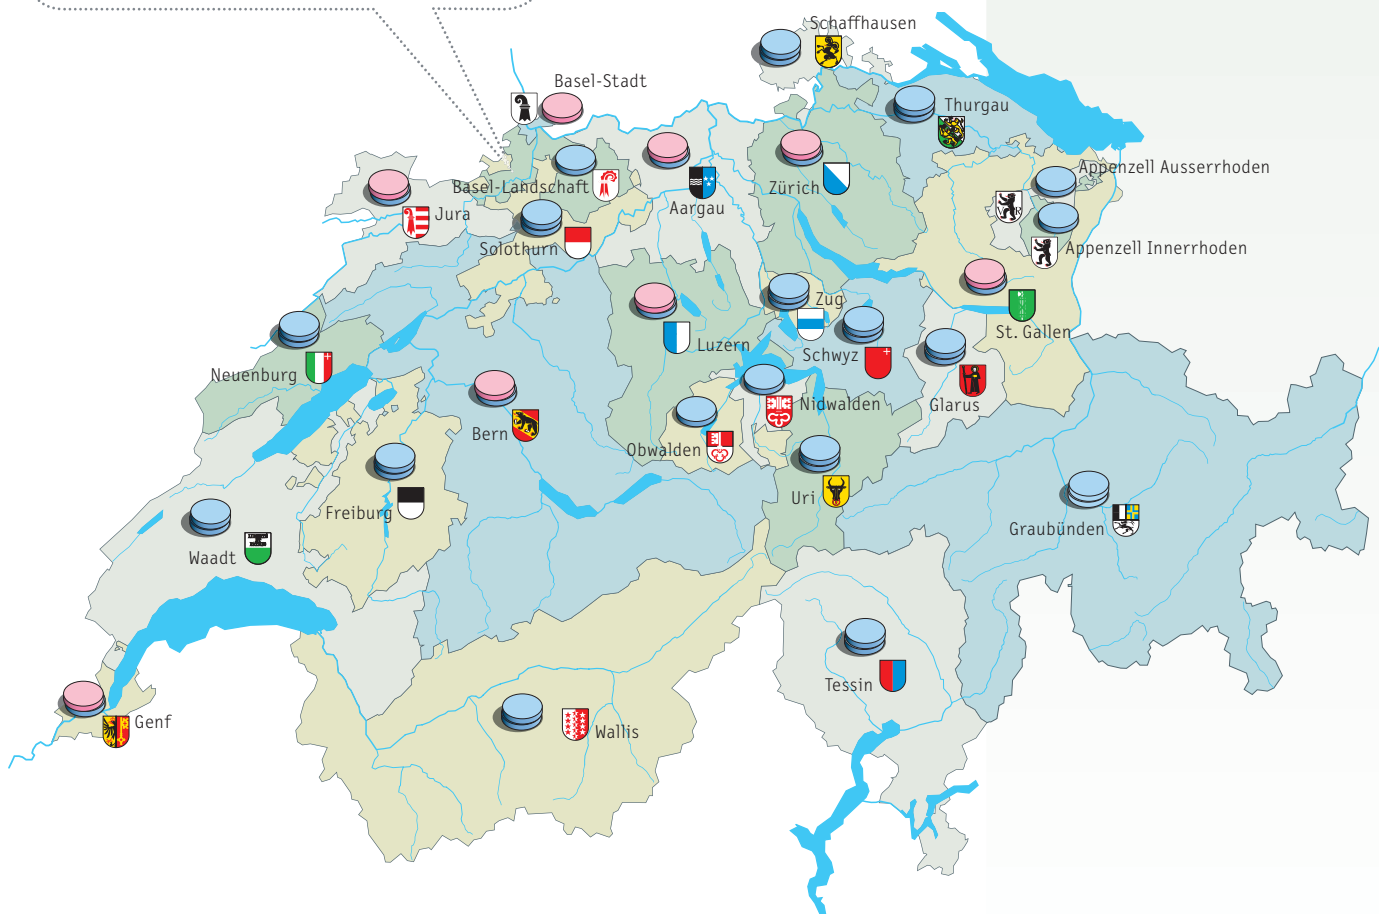 Schaffhausen
Basel-Stadt
Thurgau
Appenzell Ausserrhoden
Basel-Landschaft
Zürich
Aargau
Jura
Solothurn
Appenzell Innerrhoden
Zug
St. Gallen
Luzern
Schwyz
Neuenburg
Nidwalden
Glarus
Bern
Obwalden
Uri
Freiburg
Graubünden
Waadt
Tessin
Genf
Wallis